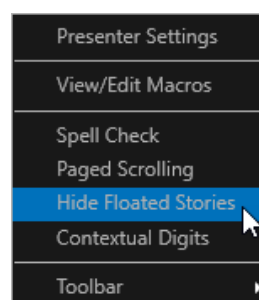 Presenter Settings
View/Edit Macros
Spell Check
Paged Scrolling
Hide Floated Stories
Contextual Digits
Toolbar